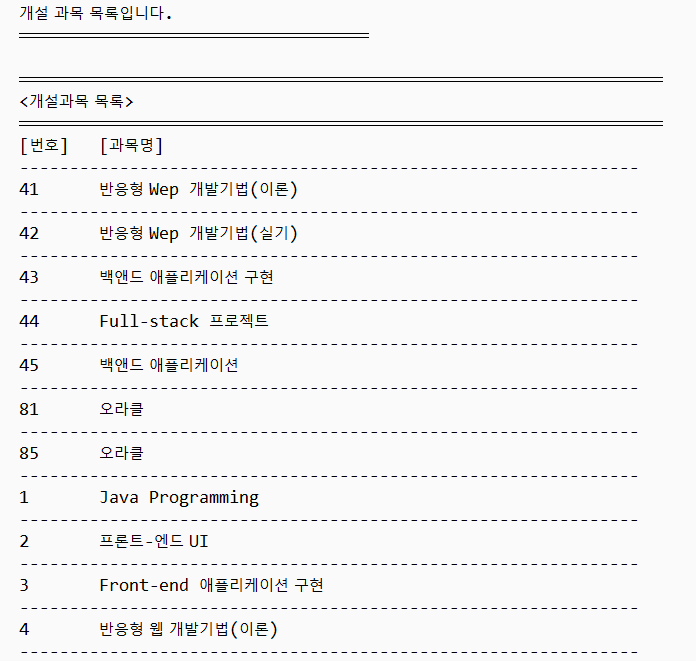 개설 과목 목록입니다.
<개설과목 목록>
[번호] [과목명]
41 반응형 Wep 개발기법(이론)
42 반응형 Wep 개발기법(실기)
43 백앤드 애플리케이션 구현
44 Full-stack 프로젝트
45 백앤드 애플리케이션
81 오라클
85 오라클
1 Java Programming
2 프론트-엔드 UI
3 Front-end 애플리케이션 구현
4 반응형 웹 개발기법(이론)